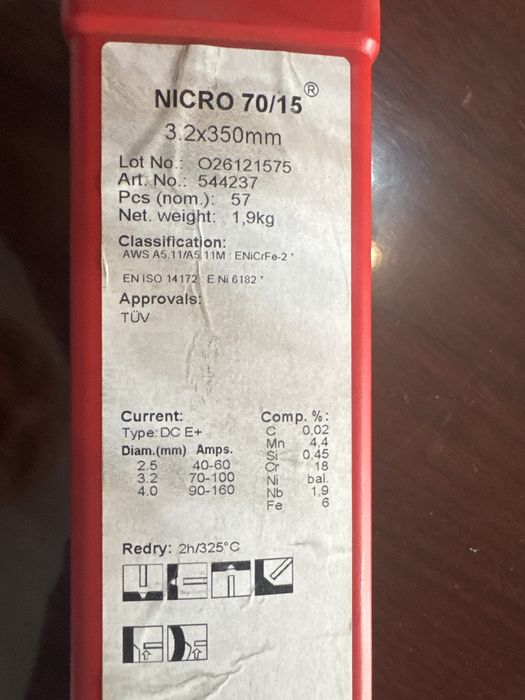 NICRO 70/15®
3.2x350mm
Lot No.: O26121575
Art. No.: 544237
Pcs (nom.): 57
Net. weight: 1,9kg
Classification:
AWS A5.11/A5.11M : ENiCrFe-2 *
EN ISO 14172 : E Ni 6182 *
Approvals:
TÜV
Current:
Type: DC E+
Diam.(mm) Amps.
2.5 40-60
3.2 70-100
4.0 90-160
Comp. %:
C 0,02
Mn 4,4
Si 0,45
Cr 18
Ni bal.
Nb 1,9
Fe 6
Redry: 2h/325°C